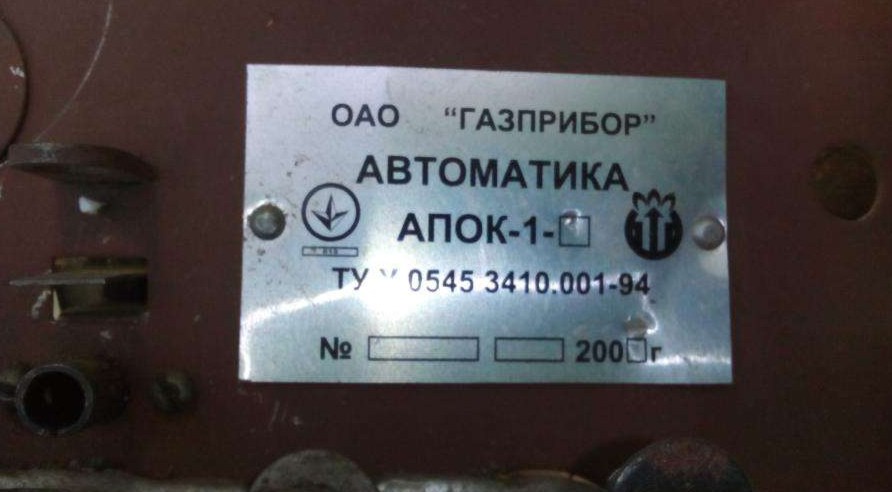 ОАО "ГАЗПРИБОР"
АВТОМАТИКА
АПОК-1-
ТУ У 0545 3410.001-94
№ 200 г